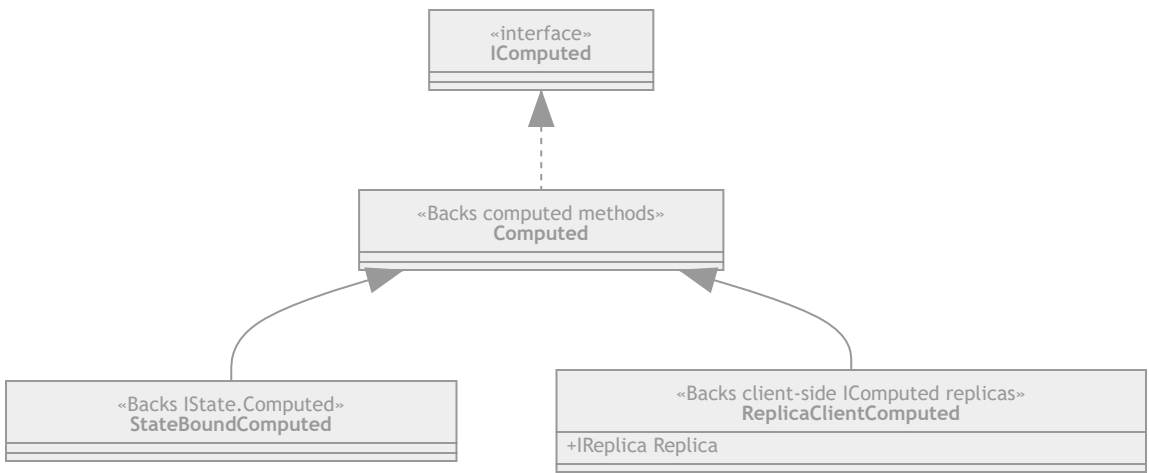 «interface»
IComputed
«Backs computed methods»
Computed
«Backs IState.Computed»
StateBoundComputed
«Backs client-side IComputed replicas»
ReplicaClientComputed
+IReplica Replica